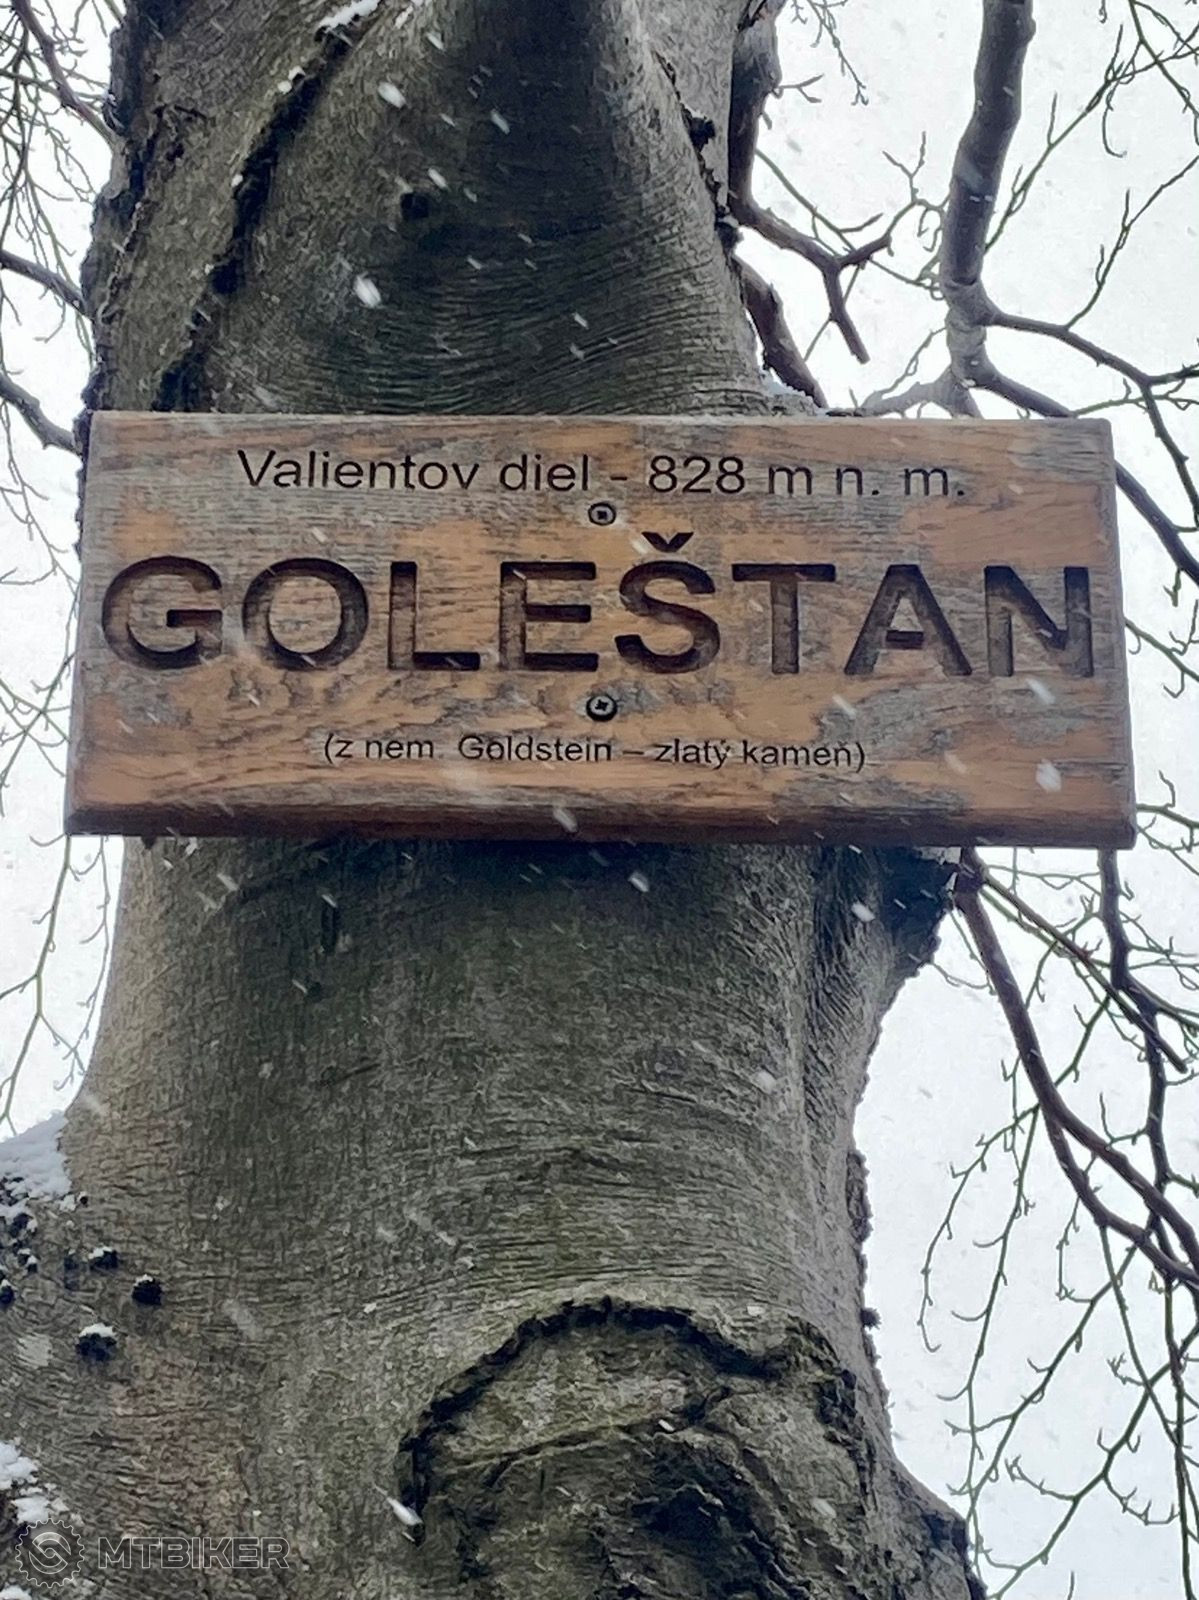 Valientov diel - 828 m n. m.
GOLEŠTAN
(z nem. Goldstein – zlatý kameň)
MTBIKER